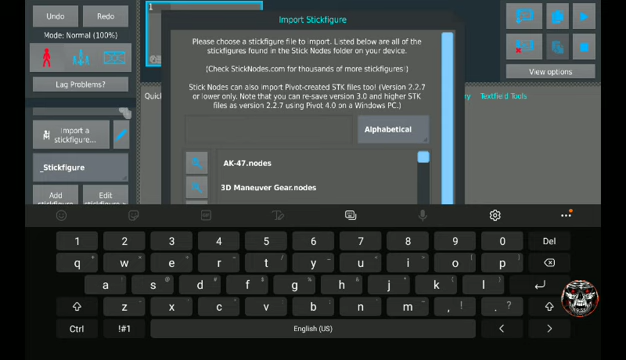 Undo
Redo
Mode: Normal (100%)
Lag Problems?
Import a
stickfigure...
_Stickfigure
Add
Edit
1
Import Stickfigure
Please choose a stickfigure file to import. Listed below are all of the
stickfigures found in the Stick Nodes folder on your device.
(Check StickNodes.com for thousands of more stickfigures!)
Stick Nodes can also import Pivot-created STK files too! (Version 2.2.7
or lower only. Note that you can re-save version 3.0 and higher STK
files as version 2.2.7 using Pivot 4.0 on a Windows PC.)
Alphabetical
AK-47.nodes
3D Maneuver Gear.nodes
View options
Textfield Tools
1 2 3 4 5 6 7 8 9 0 Del
q w e r t y u i o p
a s d f g h j k l
z x c v b n m , ! . ?
Ctrl !#1 English (US) < >